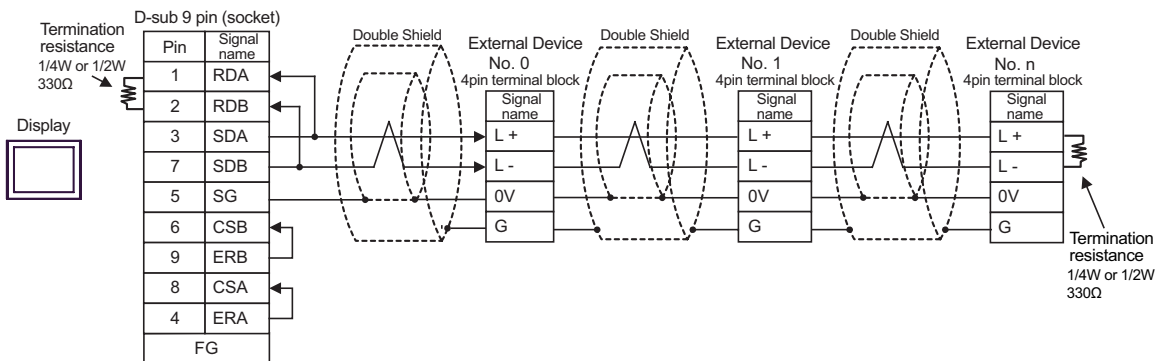 D-sub 9 pin (socket)
Termination
resistance
1/4W or 1/2W
330Ω
Display
Pin Signal name
1 RDA
2 RDB
3 SDA
7 SDB
5 SG
6 CSB
9 ERB
8 CSA
4 ERA
FG
Double Shield
External Device
No. 0
4pin terminal block
Signal
name
L +
L -
0V
G
Double Shield
External Device
No. 1
4pin terminal block
Signal
name
L +
L -
0V
G
Double Shield
External Device
No. n
4pin terminal block
Signal
name
L +
L -
0V
G
Termination
resistance
1/4W or 1/2W
330Ω